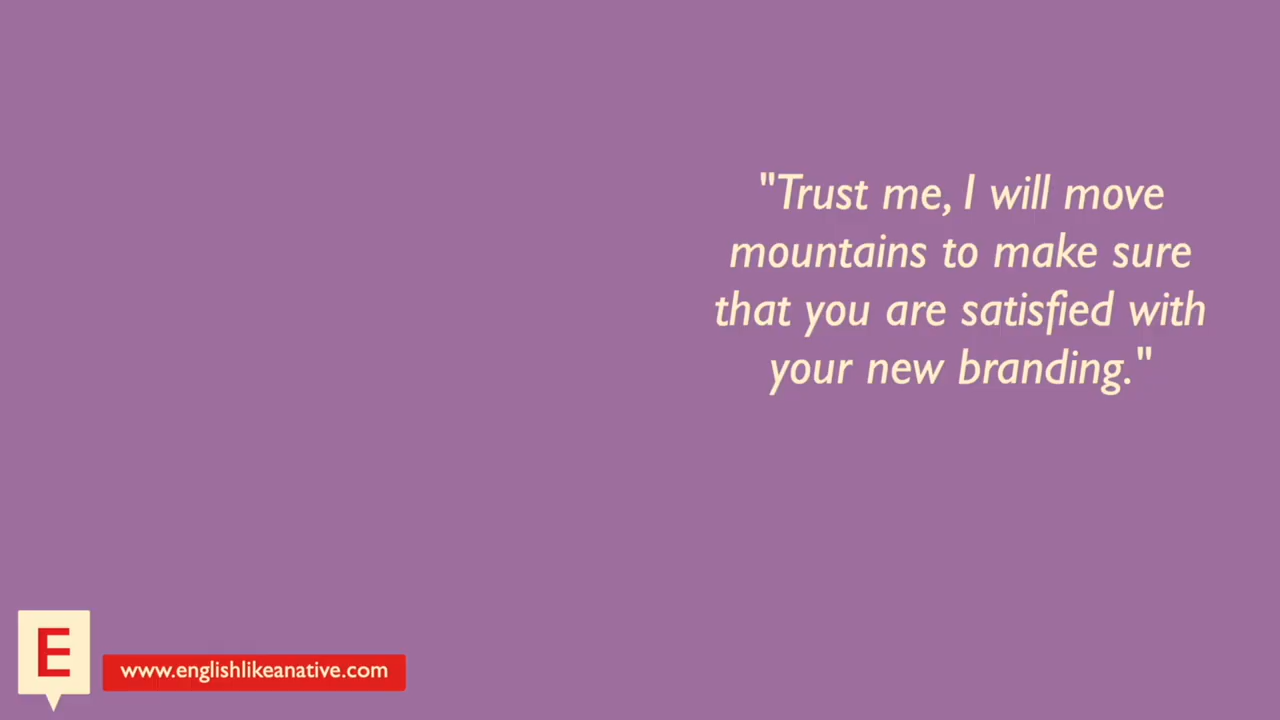 "Trust me, I will move
mountains to make sure
that you are satisfied with
your new branding."
E
www.englishlikeanative.com